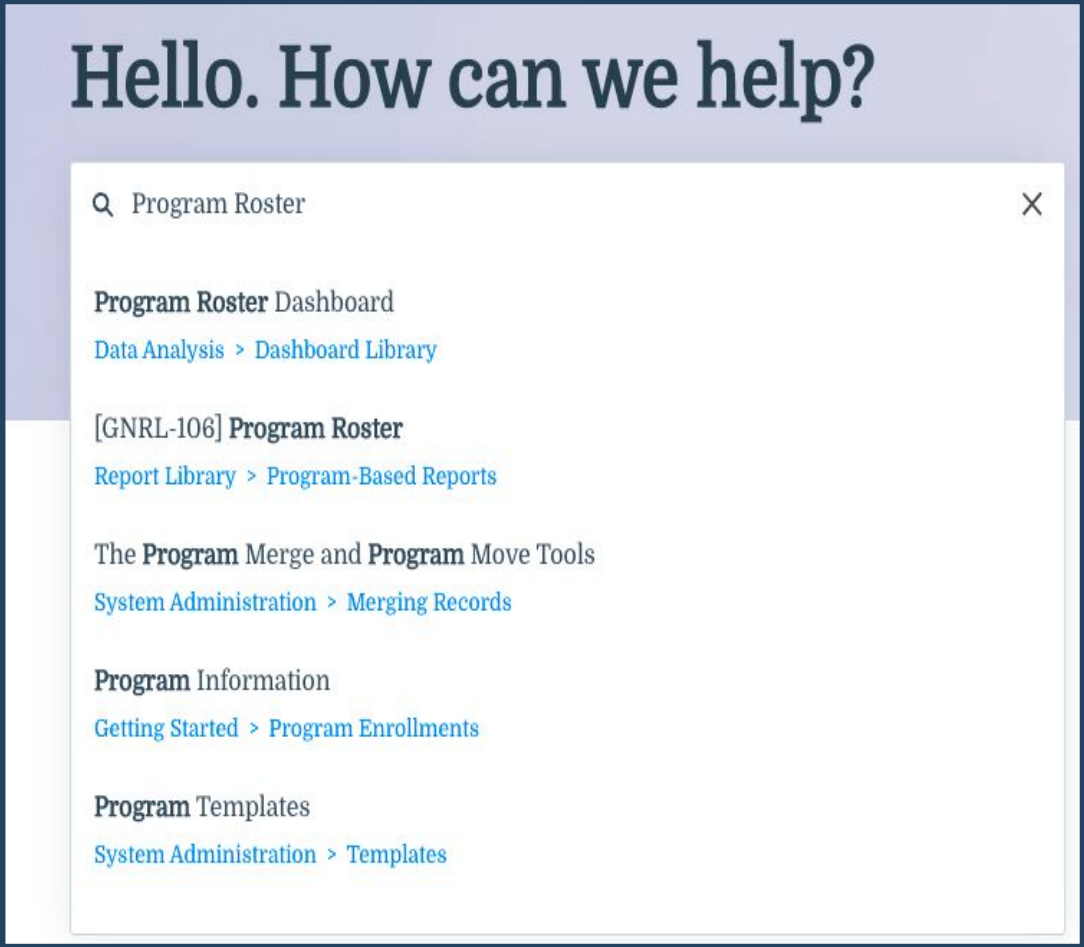 Hello. How can we help?
Program Roster
Program Roster Dashboard
Data Analysis > Dashboard Library
[GNRL-106] Program Roster
Report Library > Program-Based Reports
The Program Merge and Program Move Tools
System Administration > Merging Records
Program Information
Getting Started > Program Enrollments
Program Templates
System Administration > Templates